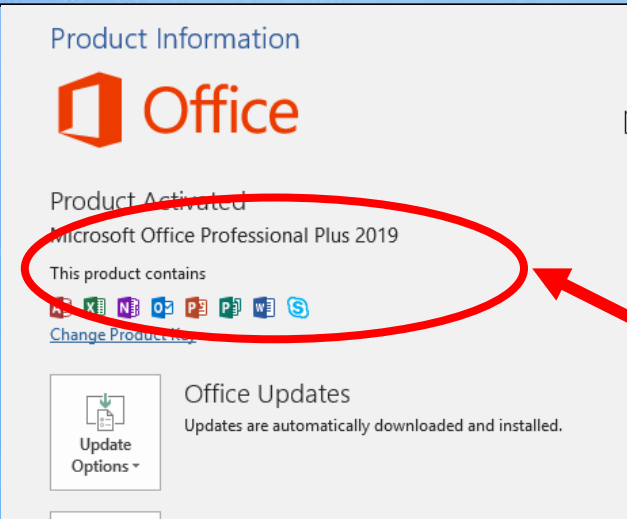 Product Information
Office
Product Activated
Microsoft Office Professional Plus 2019
This product contains
Change Product Key
Office Updates
Updates are automatically downloaded and installed.
Update
Options